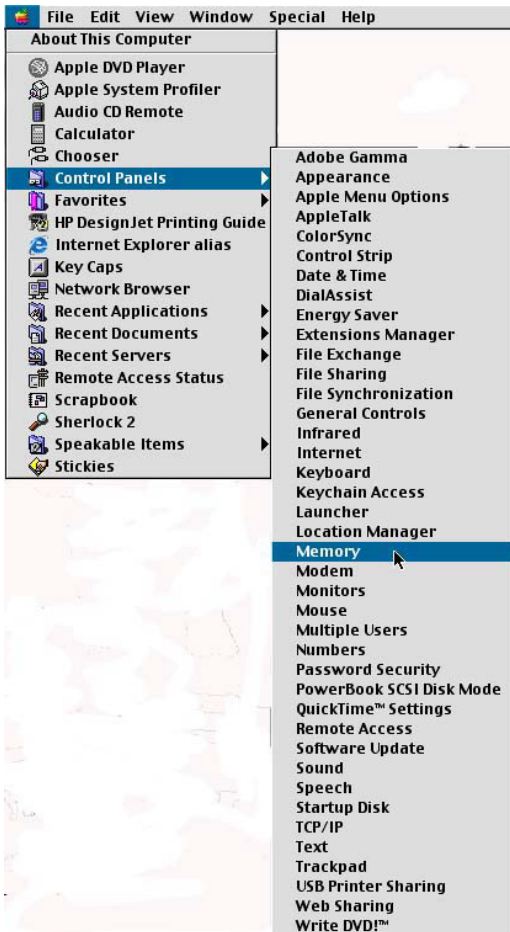 File Edit View Window Special Help
About This Computer
Apple DVD Player
Apple System Profiler
Audio CD Remote
Calculator
Chooser
Control Panels
Favorites
HP DesignJet Printing Guide
Internet Explorer alias
Key Caps
Network Browser
Recent Applications
Recent Documents
Recent Servers
Remote Access Status
Scrapbook
Sherlock 2
Speakable Items
Stickies
Adobe Gamma
Appearance
Apple Menu Options
AppleTalk
ColorSync
Control Strip
Date & Time
DialAssist
Energy Saver
Extensions Manager
File Exchange
File Sharing
File Synchronization
General Controls
Infrared
Internet
Keyboard
Keychain Access
Launcher
Location Manager
Memory
Modem
Monitors
Mouse
Multiple Users
Numbers
Password Security
PowerBook SCSI Disk Mode
QuickTime™ Settings
Remote Access
Software Update
Sound
Speech
Startup Disk
TCP/IP
Text
Trackpad
USB Printer Sharing
Web Sharing
Write DVD!™